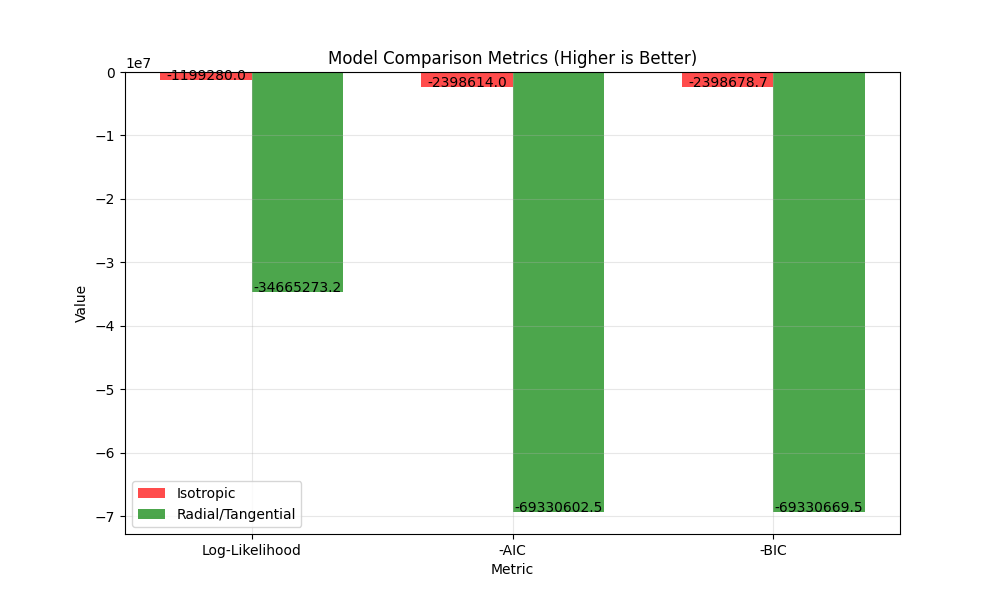 Model Comparison Metrics (Higher is Better)
1e7
0
−1
−2
−3
−4
−5
−6
−7
Value
-1199280.0
-2398614.0
-2398678.7
-34665273.2
-69330602.5
-69330669.5
Isotropic
Radial/Tangential
Log-Likelihood
-AIC
-BIC
Metric